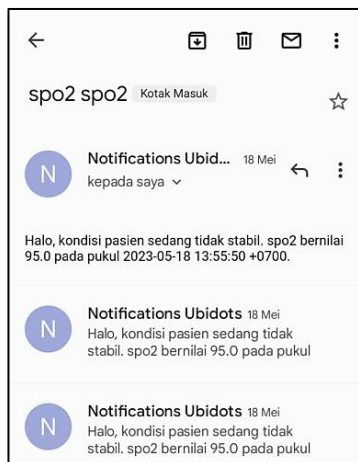 spo2 spo2 Kotak Masuk
N
Notifications Ubid... 18 Mei
kepada saya
Halo, kondisi pasien sedang tidak stabil. spo2 bernilai
95.0 pada pukul 2023-05-18 13:55:50 +0700.
N
Notifications Ubidots 18 Mei
Halo, kondisi pasien sedang tidak
stabil. spo2 bernilai 95.0 pada pukul
N
Notifications Ubidots 18 Mei
Halo, kondisi pasien sedang tidak
stabil. spo2 bernilai 95.0 pada pukul